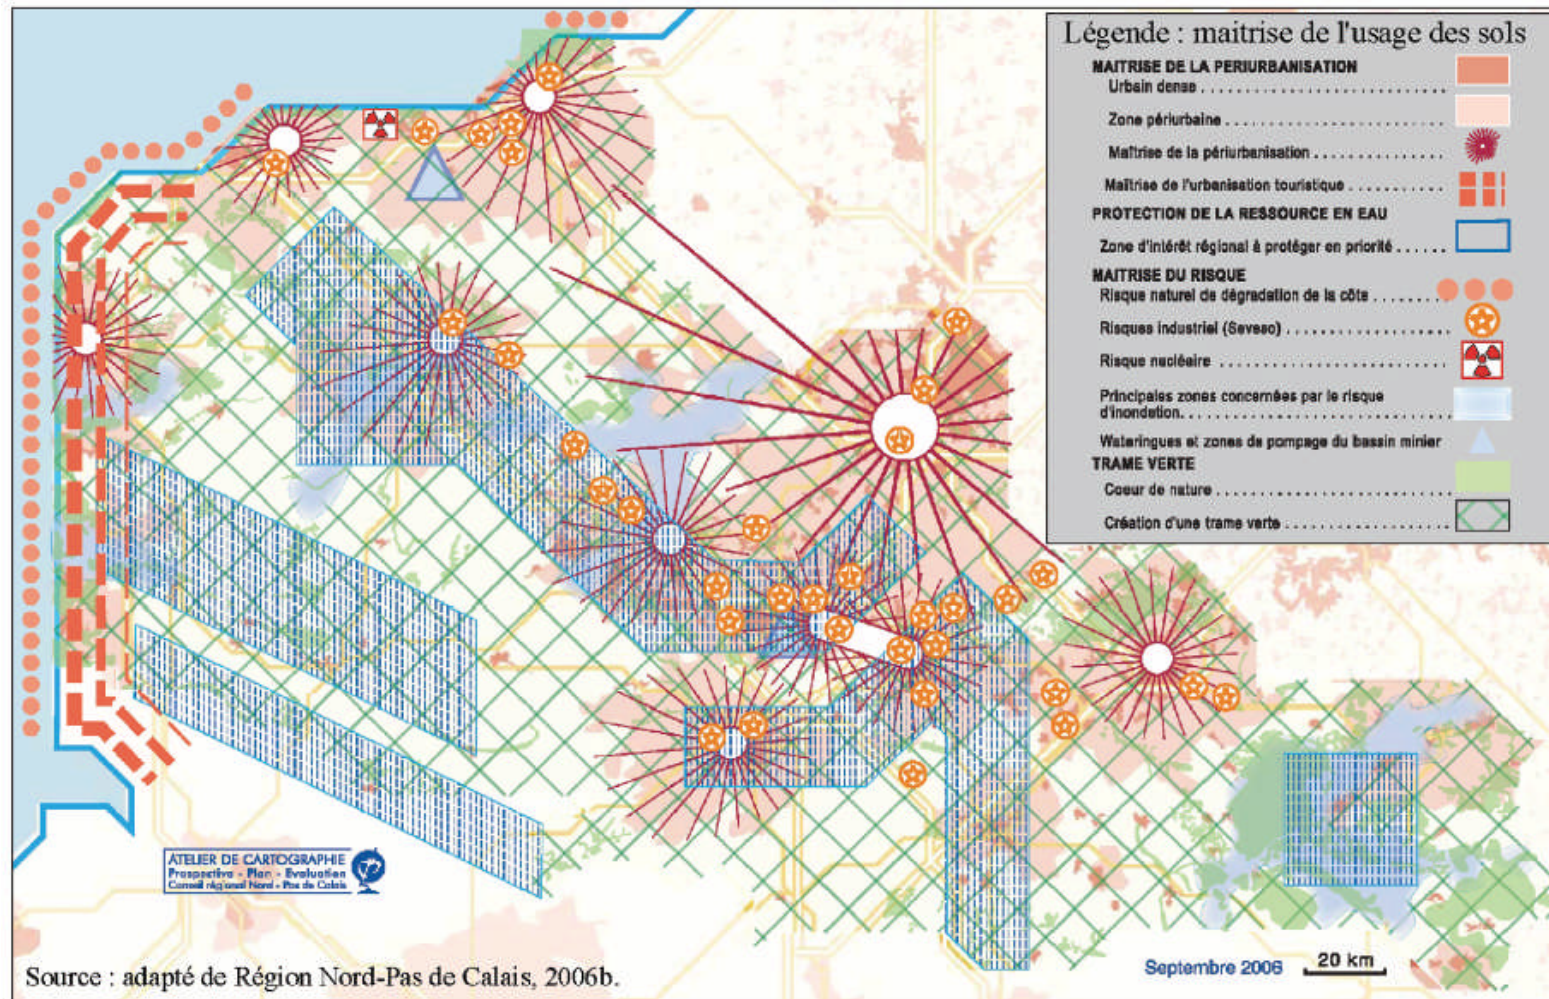 Légende : maitrise de l'usage des sols
MAITRISE DE LA PERIURBANISATION
Urbain dense
Zone périurbaine
Maîtrise de la périurbanisation
Maîtrise de l'urbanisation touristique
PROTECTION DE LA RESSOURCE EN EAU
Zone d'intérêt régional à protéger en priorité
MAITRISE DU RISQUE
Risque naturel de dégradation de la côte
Risques industriel (Seveso)
Risque nucléaire
Principales zones concernées par le risque
d'inondation
Wateringues et zones de pompage du bassin minier
TRAME VERTE
Coeur de nature
Création d'une trame verte
ATELIER DE CARTOGRAPHIE
Prospective - Plan - Evaluation
Conseil régional Nord - Pas de Calais
Source : adapté de Région Nord-Pas de Calais, 2006b.
Septembre 2006
20 km